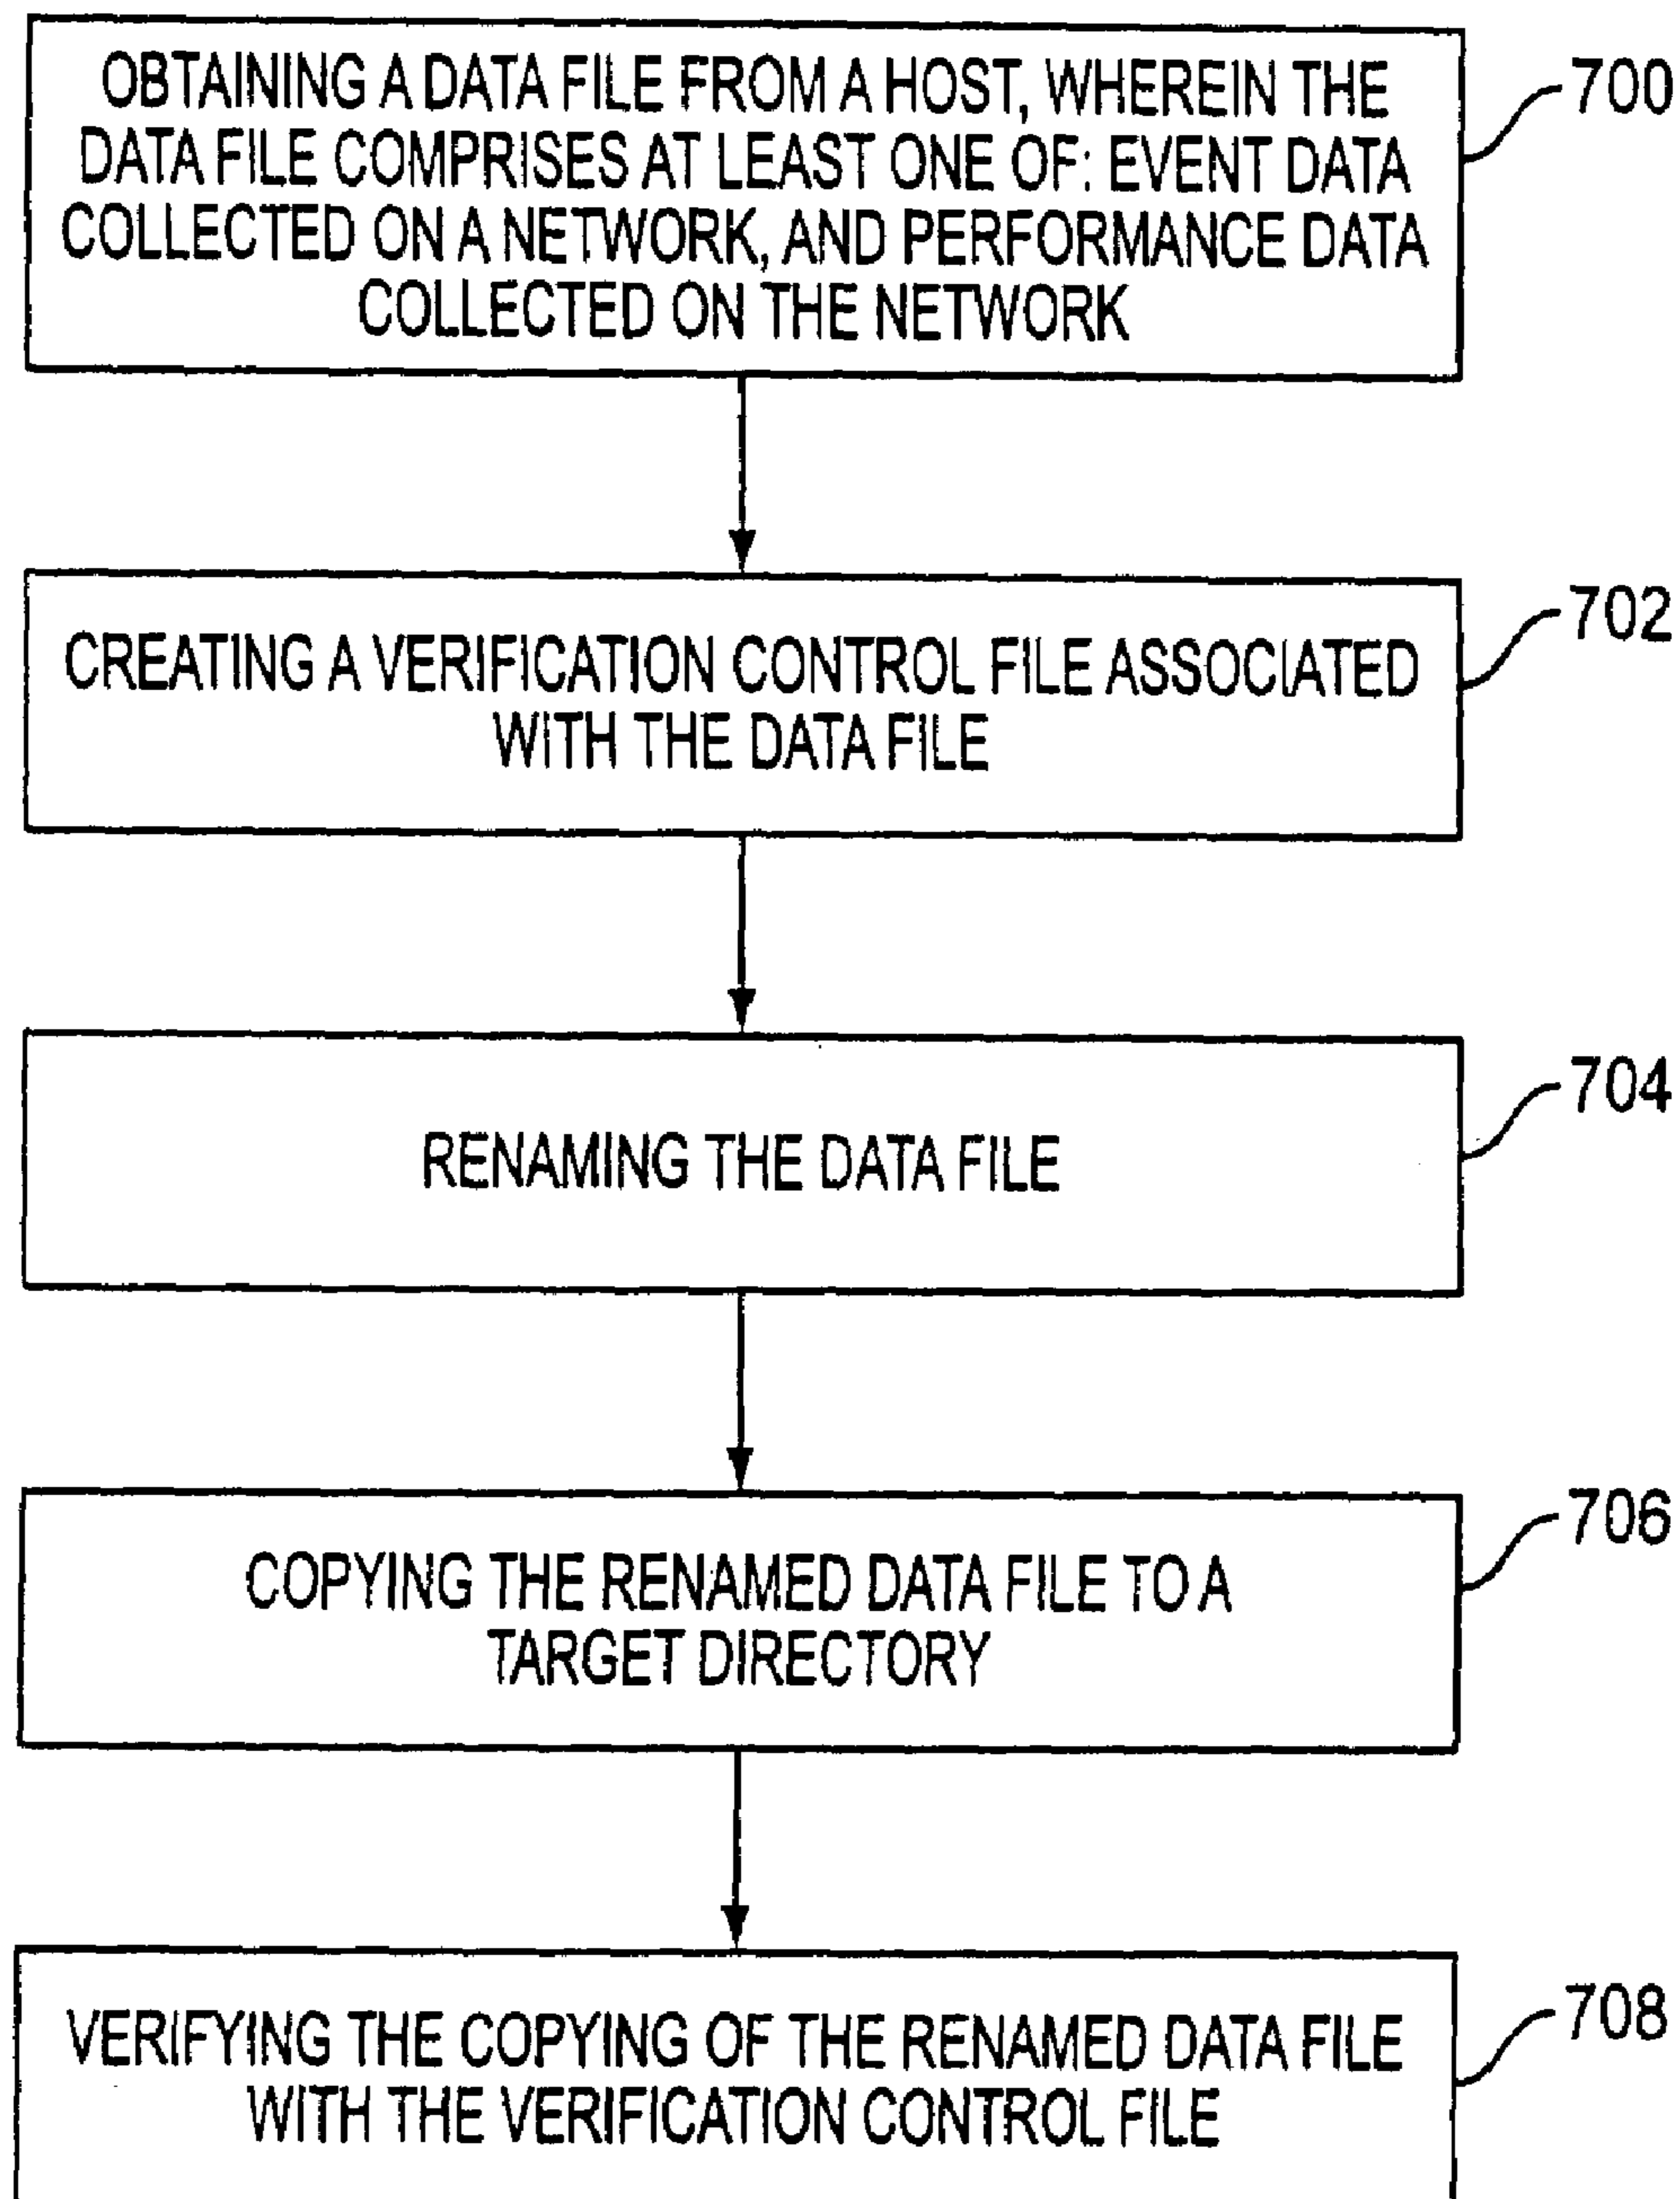 OBTAINING A DATA FILE FROM A HOST, WHEREIN THE
DATA FILE COMPRISES AT LEAST ONE OF: EVENT DATA
COLLECTED ON A NETWORK, AND PERFORMANCE DATA
COLLECTED ON THE NETWORK
700
CREATING A VERIFICATION CONTROL FILE ASSOCIATED
WITH THE DATA FILE
702
RENAMING THE DATA FILE
704
COPYING THE RENAMED DATA FILE TO A
TARGET DIRECTORY
706
VERIFYING THE COPYING OF THE RENAMED DATA FILE
WITH THE VERIFICATION CONTROL FILE
708